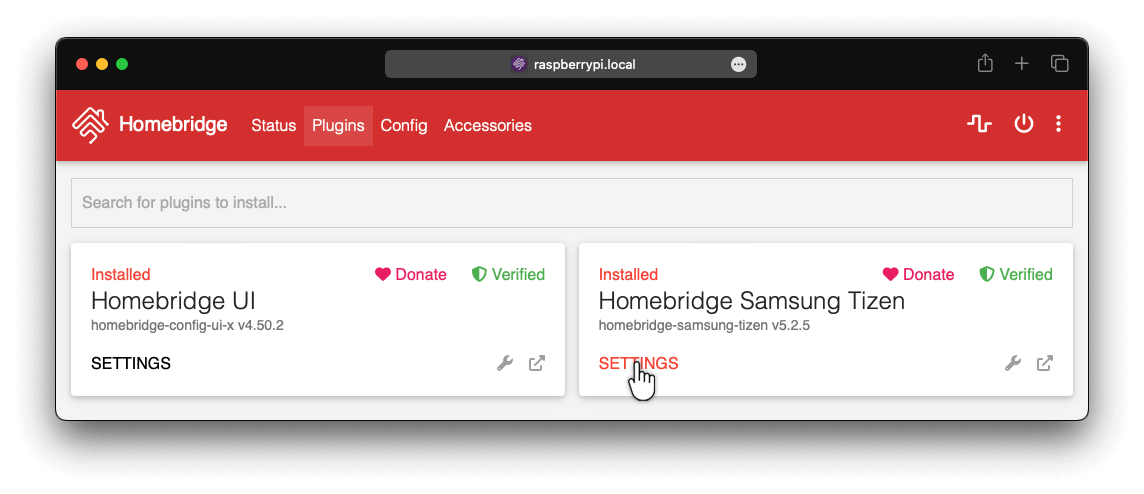 raspberrypi.local
Homebridge Status Plugins Config Accessories
Search for plugins to install...
Installed Donate Verified
Homebridge UI
homebridge-config-ui-x v4.50.2
SETTINGS
Installed Donate Verified
Homebridge Samsung Tizen
homebridge-samsung-tizen v5.2.5
SETTINGS